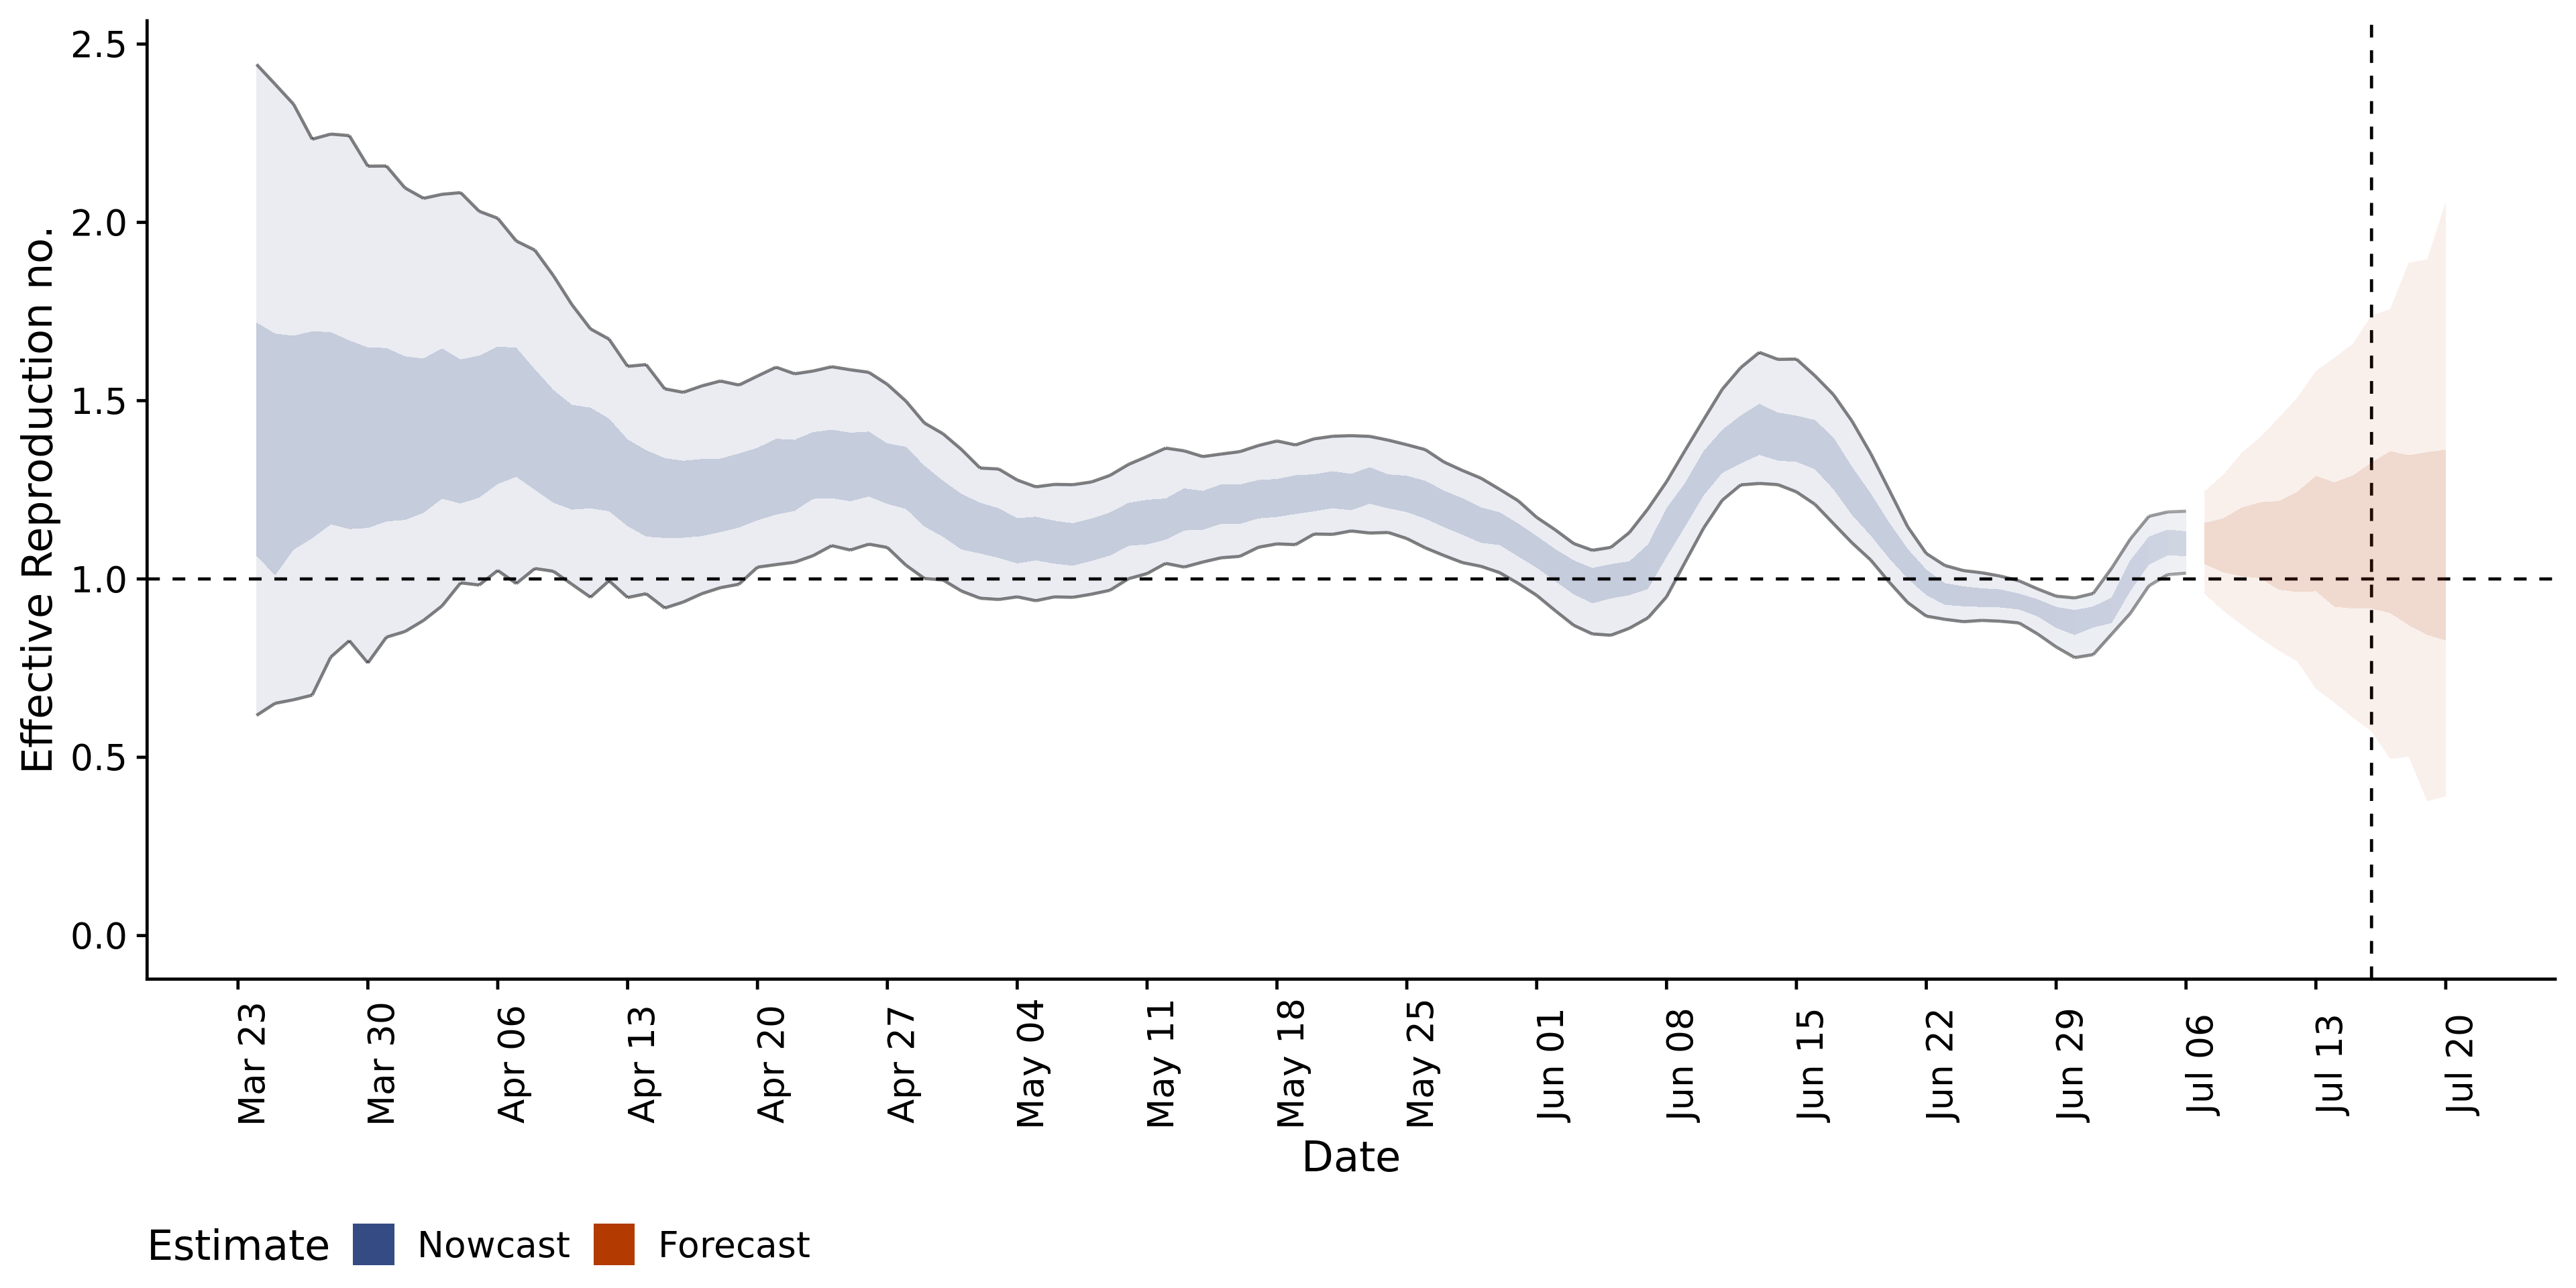 Effective Reproduction no.
2.5
2.0
1.5
1.0
0.5
0.0
Mar 23
Mar 30
Apr 06
Apr 13
Apr 20
Apr 27
May 04
May 11
May 18
May 25
Jun 01
Jun 08
Jun 15
Jun 22
Jun 29
Jul 06
Jul 13
Jul 20
Date
Estimate Nowcast Forecast